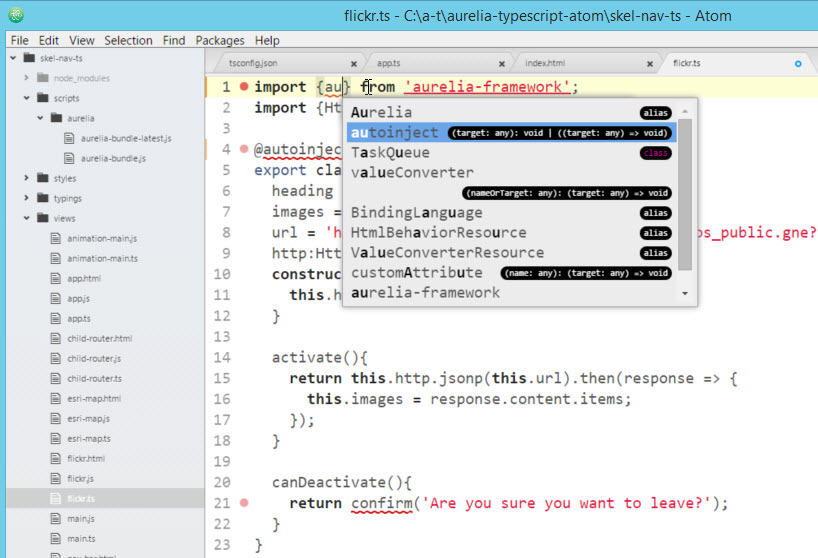 flickr.ts - C:\a-t\aurelia-typescript-atom\skel-nav-ts - Atom
File Edit View Selection Find Packages Help
skel-nav-ts
node_modules
scripts
aurelia
aurelia-bundle-latest.js
aurelia-bundle.js
styles
typings
views
animation-main.js
animation-main.ts
app.html
app.js
app.ts
child-router.html
child-router.js
child-router.ts
esri-map.html
esri-map.js
esri-map.ts
flickr.html
flickr.js
flickr.ts
main.js
main.ts
tsconfig.json app.ts index.html flickr.ts
1 import {au} from 'aurelia-framework';
2 import {Ht
3
4 @autoinjec
5 export cla
6 heading
7 images =
8 url = 'h os_public.gne?
9 http:Htt
10 construc
11 this.h
12 }
13
14 activate(){
15 return this.http.jsonp(this.url).then(response => {
16 this.images = response.content.items;
17 });
18 }
19
20 canDeactivate(){
21 return confirm('Are you sure you want to leave?');
22 }
23 }
Aurelia alias
autoinject (target: any): void | ((target: any) => void)
TaskQueue class
valueConverter
(nameOrTarget: any): (target: any) => void
BindingLanguage alias
HtmlBehaviorResource alias
ValueConverterResource alias
customAttribute (name: any): (target: any) => void
aurelia-framework